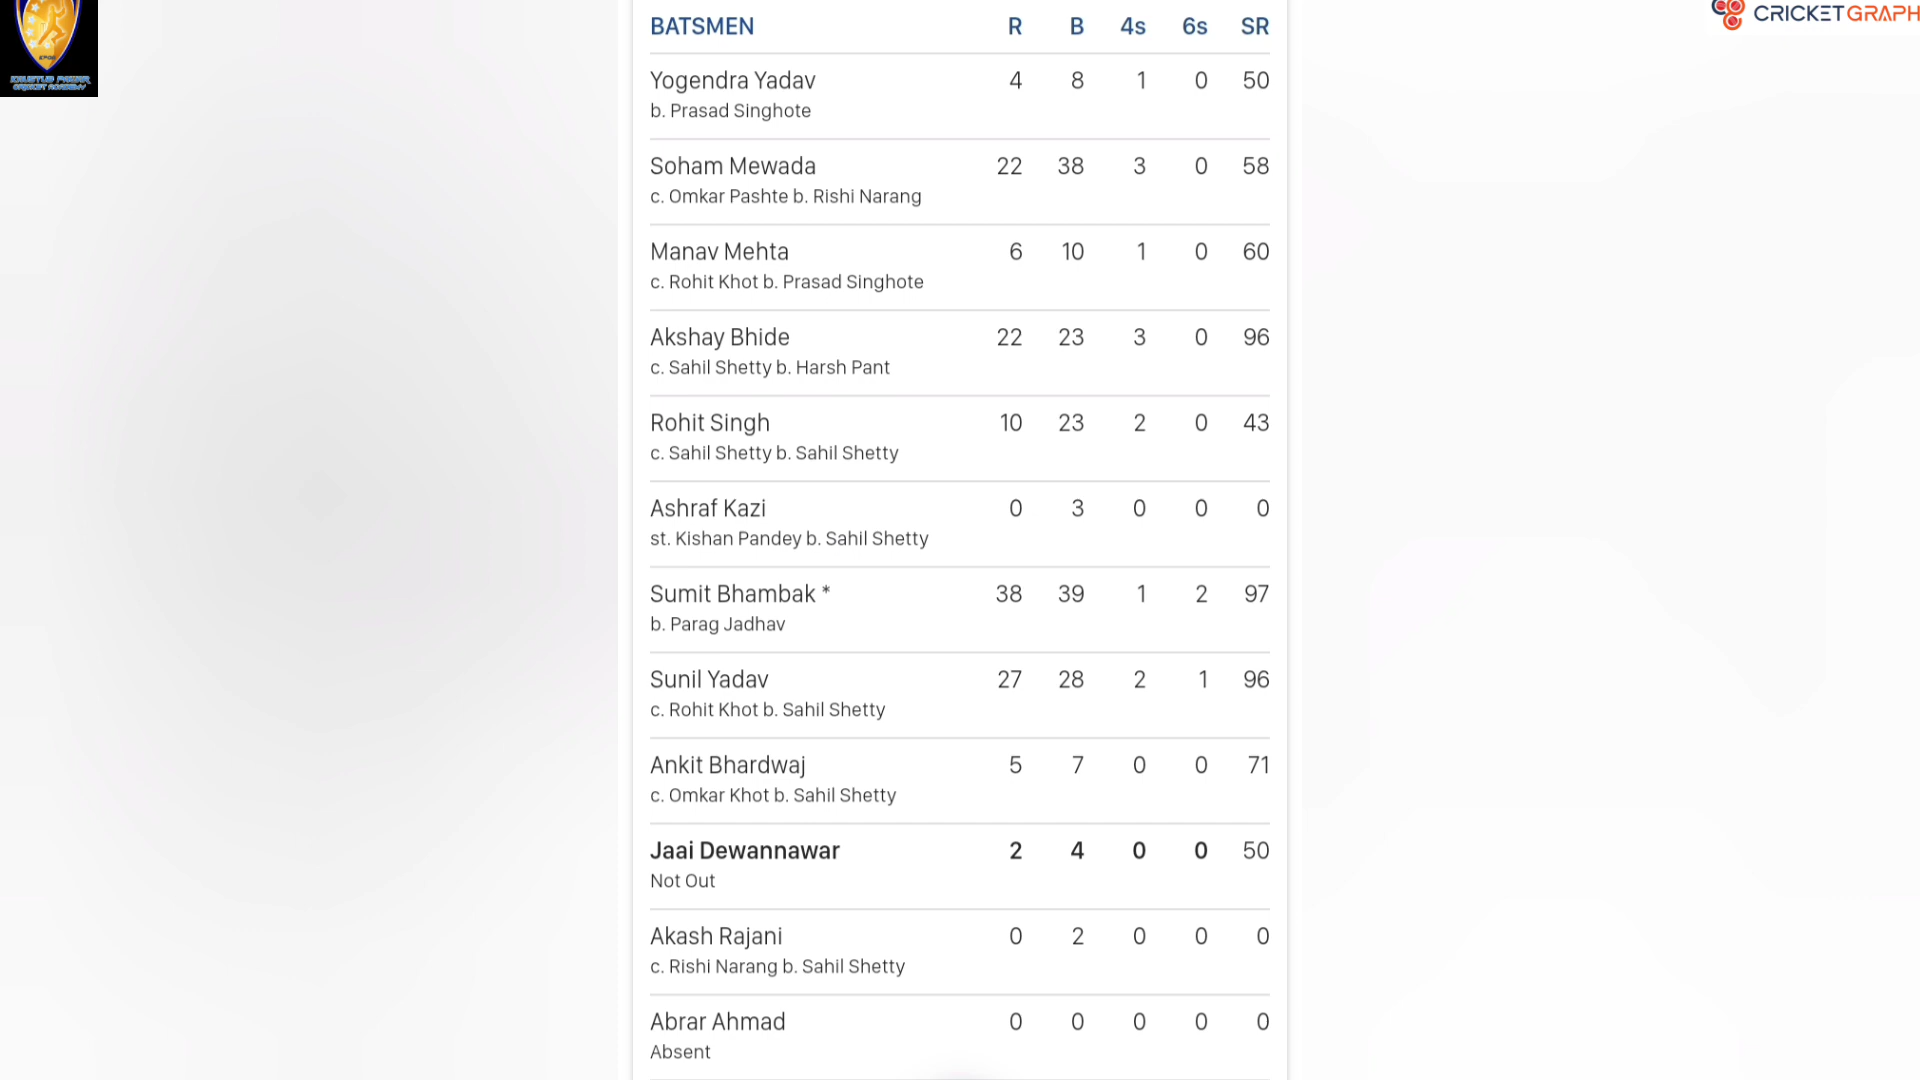 KAUSTUB PAWAR
CRICKET ACADEMY
CRICKETGRAPH
BATSMEN R B 4s 6s SR
Yogendra Yadav 4 8 1 0 50
b. Prasad Singhote
Soham Mewada 22 38 3 0 58
c. Omkar Pashte b. Rishi Narang
Manav Mehta 6 10 1 0 60
c. Rohit Khot b. Prasad Singhote
Akshay Bhide 22 23 3 0 96
c. Sahil Shetty b. Harsh Pant
Rohit Singh 10 23 2 0 43
c. Sahil Shetty b. Sahil Shetty
Ashraf Kazi 0 3 0 0 0
st. Kishan Pandey b. Sahil Shetty
Sumit Bhambak * 38 39 1 2 97
b. Parag Jadhav
Sunil Yadav 27 28 2 1 96
c. Rohit Khot b. Sahil Shetty
Ankit Bhardwaj 5 7 0 0 71
c. Omkar Khot b. Sahil Shetty
Jaai Dewannawar 2 4 0 0 50
Not Out
Akash Rajani 0 2 0 0 0
c. Rishi Narang b. Sahil Shetty
Abrar Ahmad 0 0 0 0 0
Absent